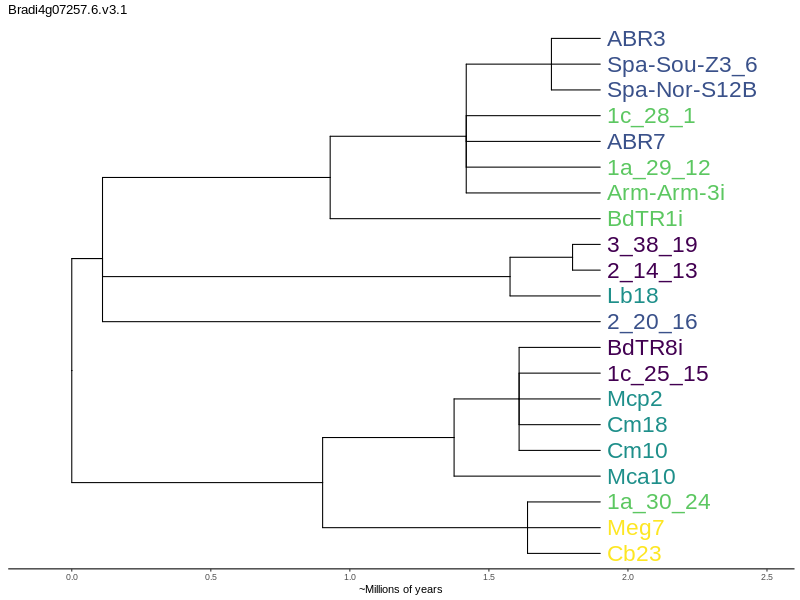 Bradi4g07257.6.v3.1
ABR3
Spa-Sou-Z3_6
Spa-Nor-S12B
1c_28_1
ABR7
1a_29_12
Arm-Arm-3i
BdTR1i
3_38_19
2_14_13
Lb18
2_20_16
BdTR8i
1c_25_15
Mcp2
Cm18
Cm10
Mca10
1a_30_24
Meg7
Cb23
0.0 0.5 1.0 1.5 2.0 2.5
~Millions of years